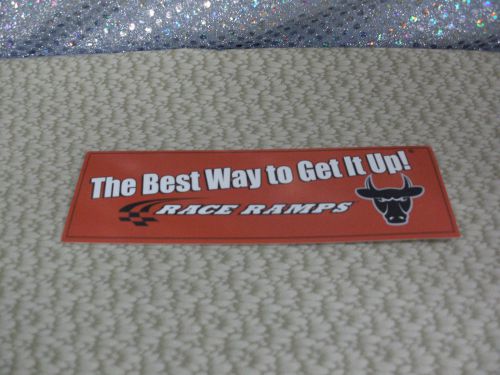 The Best Way to Get It Up!
RACE RAMPS